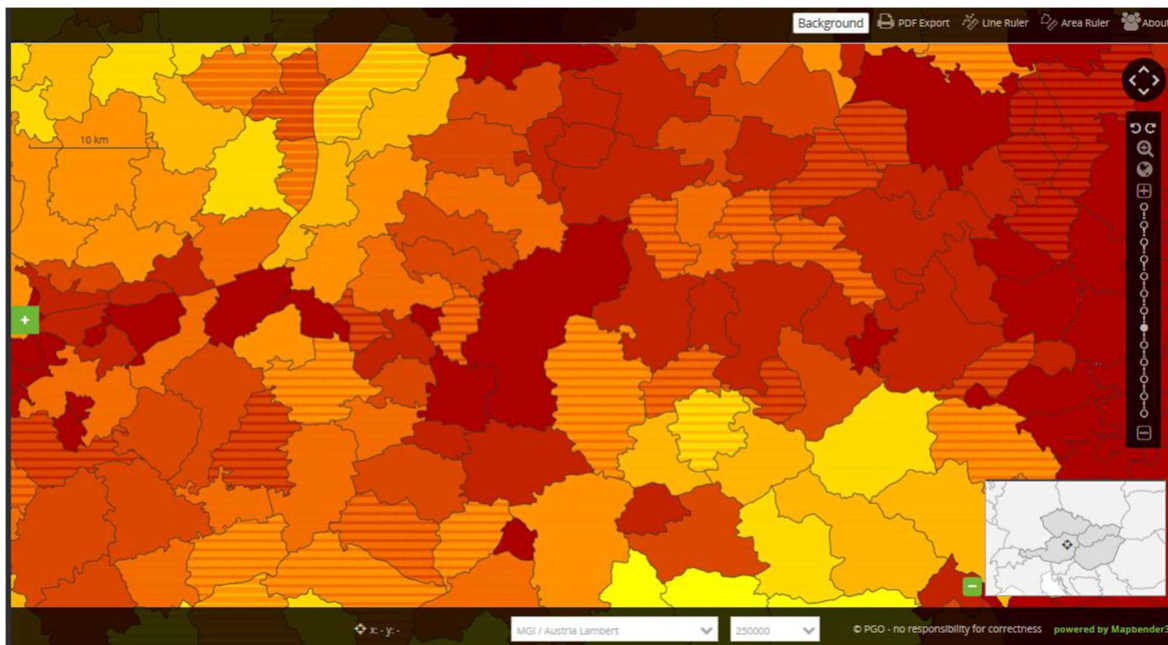 Background PDF Export Line Ruler Area Ruler About
10 km
x: - y: -
MGI / Austria Lambert
250000
© PGO - no responsibility for correctness
powered by Mapbender3